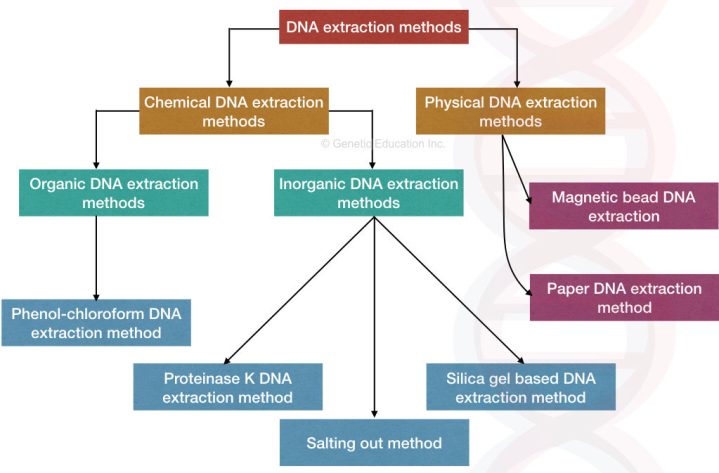 DNA extraction methods
Chemical DNA extraction
methods
Physical DNA extraction
methods
© Genetic Education Inc.
Organic DNA extraction
methods
Inorganic DNA extraction
methods
Magnetic bead DNA
extraction
Paper DNA extraction
method
Phenol-chloroform DNA
extraction method
Proteinase K DNA
extraction method
Silica gel based DNA
extraction method
Salting out method